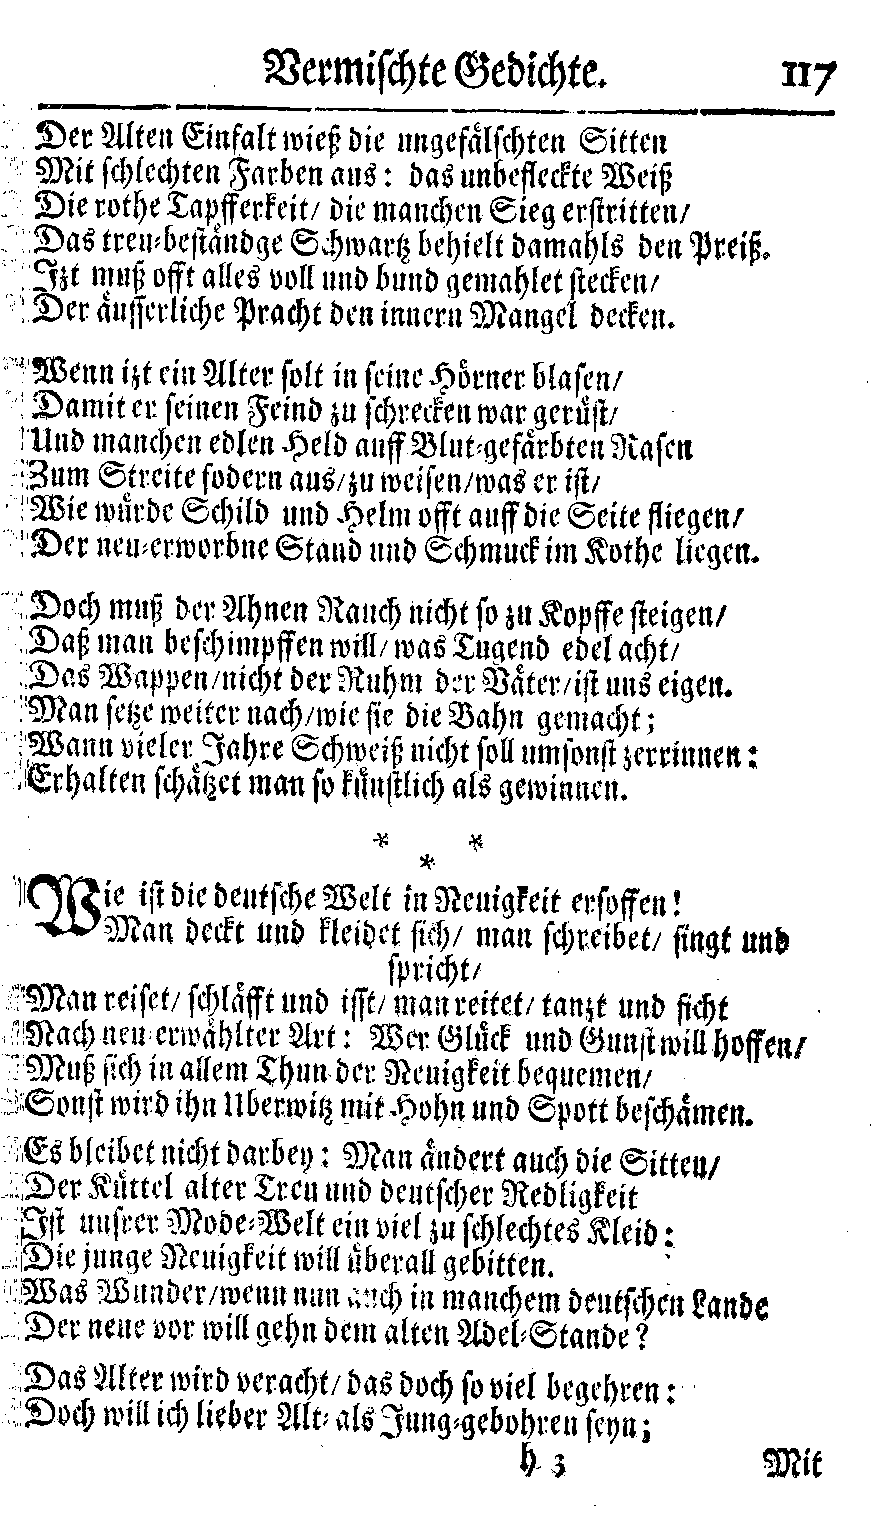 Vermiſchte Gedichte. 117
Der Alten Einfalt wieß die ungefälſchten Sitten
Mit ſchlechten Farben aus: das unbefleckte Weiß
Die rothe Tapfferkeit/ die manchen Sieg erſtritten/
Das treu-beſtändge Schwartz behielt damahls den Preiß.
Izt muß offt alles voll und bund gemahlet ſtecken/
Der äuſſerliche Pracht den innern Mangel decken.
Wenn izt ein Alter ſolt in ſeine Hörner blaſen/
Damit er ſeinen Feind zu ſchrecken war gerüſt/
Und manchen edlen Held auff Blut-gefärbten Raſen
Zum Streite fodern aus/ zu weiſen/ was er iſt/
Wie würde Schild und Helm offt auff die Seite fliegen/
Der neu-erworbne Stand und Schmuck im Kothe liegen.
Doch muß der Ahnen Rauch nicht ſo zu Kopffe ſteigen/
Daß man beſchimpffen will/ was Tugend edel acht/
Das Wappen/ nicht der Ruhm der Väter/ iſt uns eigen.
Man ſetze weiter nach/ wie ſie die Bahn gemacht;
Wann vieler Jahre Schweiß nicht ſoll umſonſt zerrinnen:
Erhalten ſchätzet man ſo künſtlich als gewinnen.
* *
*
Wie iſt die deutſche Welt in Neuigkeit erſoffen!
Man deckt und kleidet ſich/ man ſchreibet/ ſingt und
ſpricht/
Man reiſet/ ſchläfft und iſſt/ man reitet/ tanzt und ficht
Nach neu erwählter Art: Wer Glück und Gunſt will hoffen/
Muß ſich in allem Thun der Neuigkeit bequemen/
Sonſt wird ihn Uberwitz mit Hohn und Spott beſchämen.
Es bleibet nicht darbey: Man ändert auch die Sitten/
Der Küttel alter Treu und deutſcher Redligkeit
Iſt unſrer Mode-Welt ein viel zu ſchlechtes Kleid:
Die junge Neuigkeit will überall gebitten.
Was Wunder/ wenn nun auch in manchem deutſchen Lande
Der neue vor will gehn dem alten Adel-Stande?
Das Alter wird veracht/ das doch ſo viel begehren:
Doch will ich lieber Alt- als Jung-gebohren ſeyn;
h 3 Mit